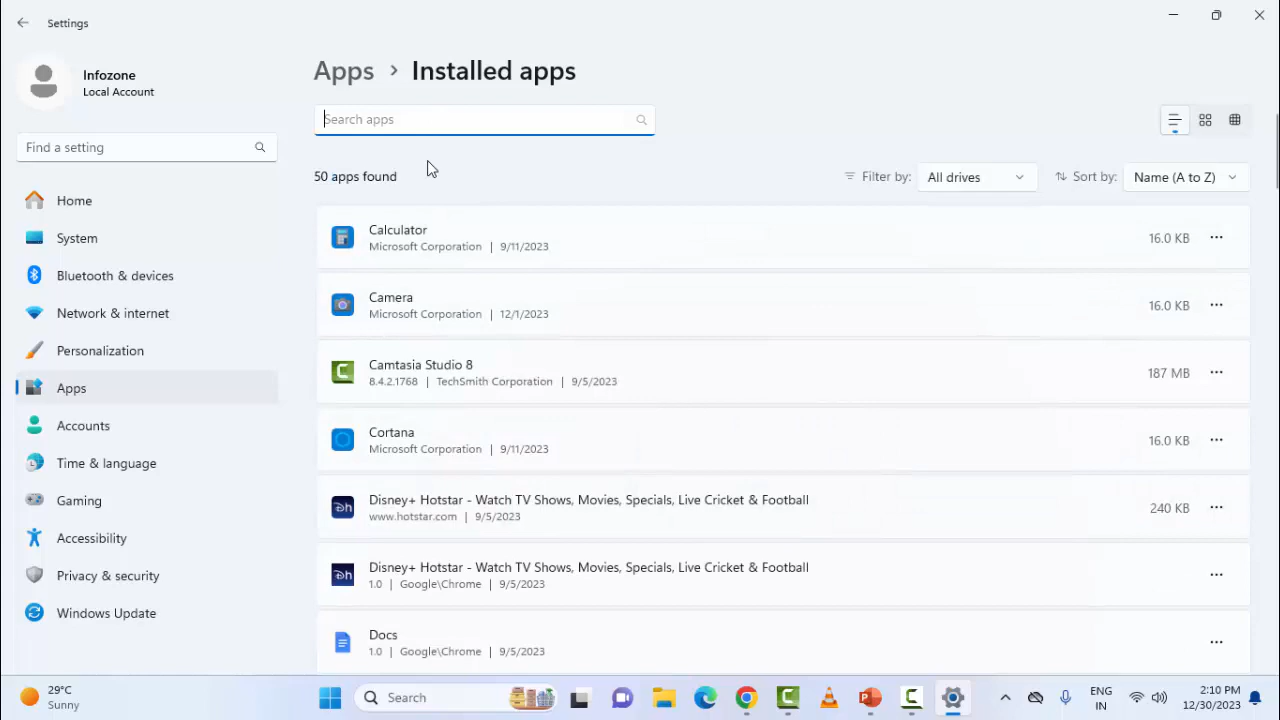 Settings
Infozone
Local Account
Find a setting
Home
System
Bluetooth & devices
Network & internet
Personalization
Apps
Accounts
Time & language
Gaming
Accessibility
Privacy & security
Windows Update
Apps > Installed apps
Search apps
50 apps found
Filter by: All drives
Sort by: Name (A to Z)
Calculator
Microsoft Corporation | 9/11/2023
16.0 KB
Camera
Microsoft Corporation | 12/1/2023
16.0 KB
Camtasia Studio 8
8.4.2.1768 | TechSmith Corporation | 9/5/2023
187 MB
Cortana
Microsoft Corporation | 9/11/2023
16.0 KB
Disney+ Hotstar - Watch TV Shows, Movies, Specials, Live Cricket & Football
www.hotstar.com | 9/5/2023
240 KB
Disney+ Hotstar - Watch TV Shows, Movies, Specials, Live Cricket & Football
1.0 | Google\Chrome | 9/5/2023
Docs
1.0 | Google\Chrome | 9/5/2023
29°C
Sunny
Search
ENG
IN
2:10 PM
12/30/2023